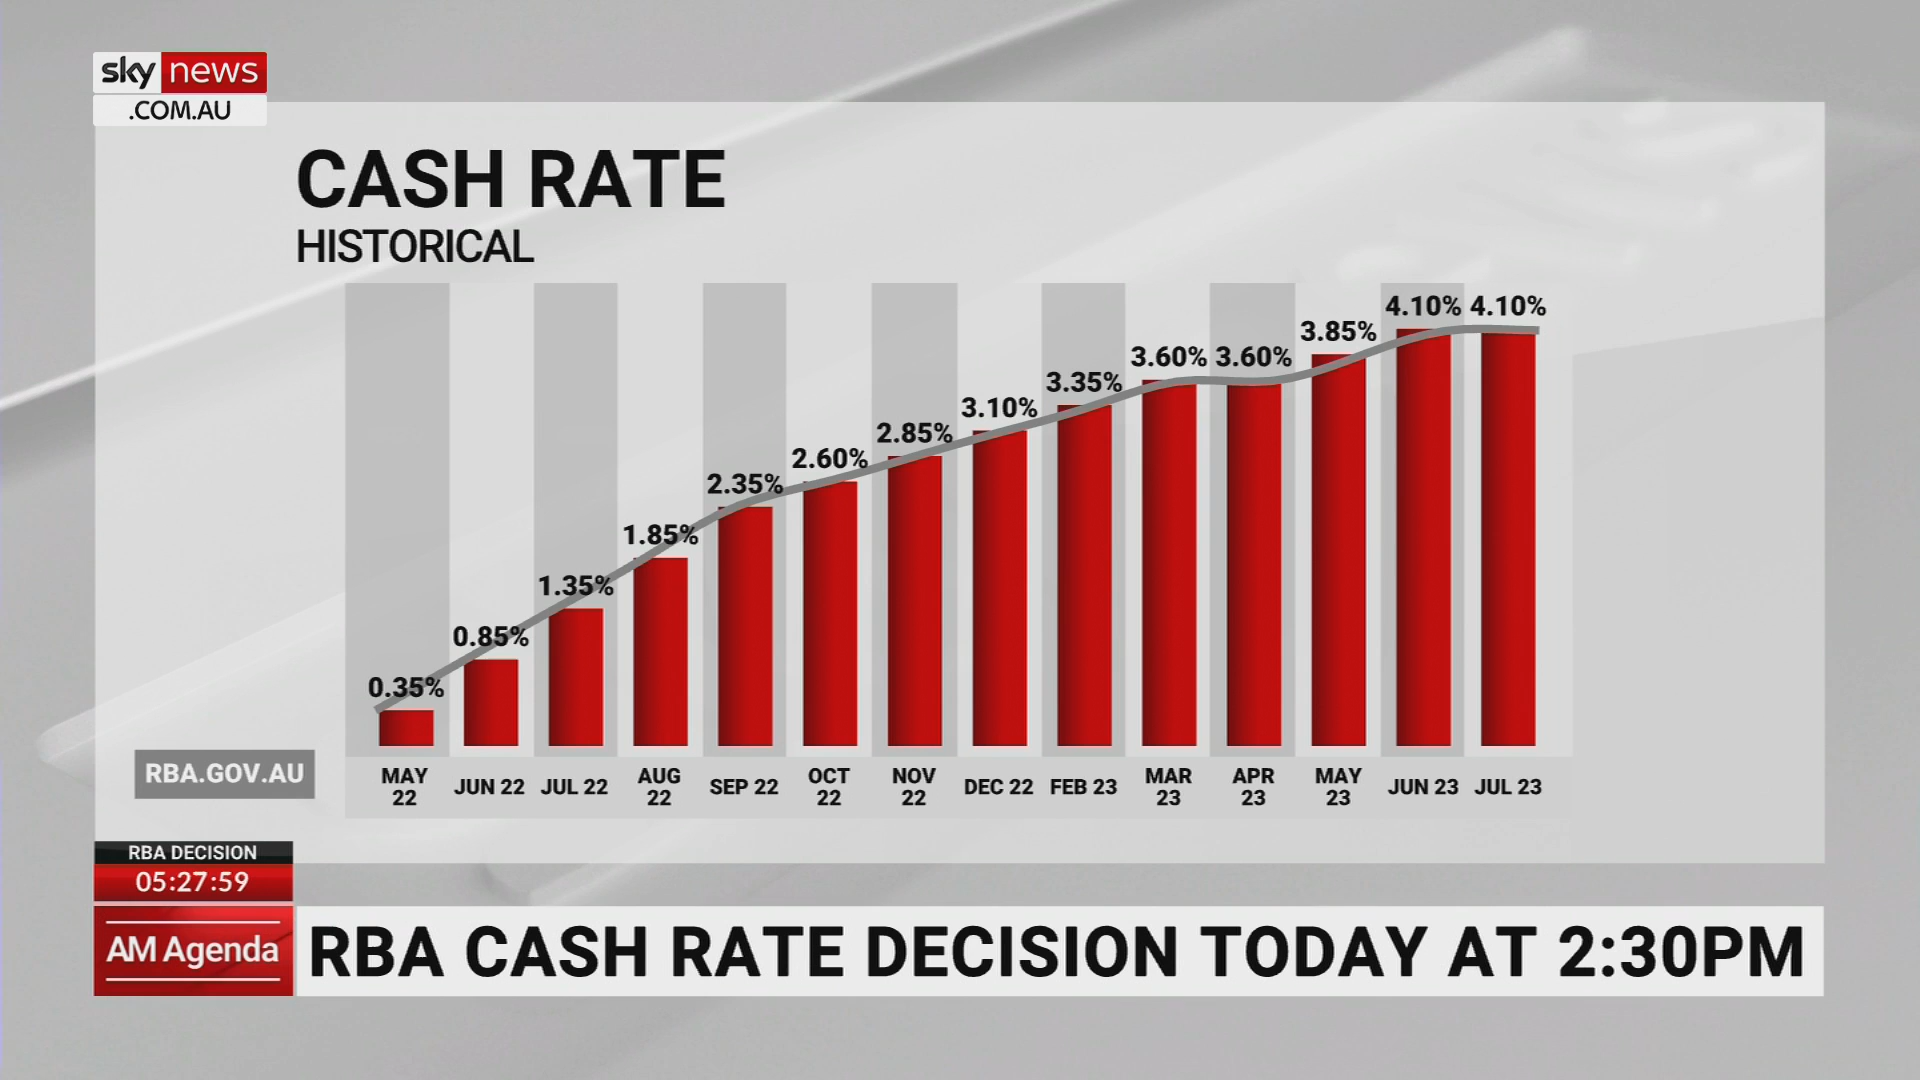 sky news
.COM.AU
CASH RATE
HISTORICAL
0.35%
0.85%
1.35%
1.85%
2.35%
2.60%
2.85%
3.10%
3.35%
3.60%
3.60%
3.85%
4.10%
4.10%
MAY
22
JUN 22
JUL 22
AUG
22
SEP 22
OCT
22
NOV
22
DEC 22
FEB 23
MAR
23
APR
23
MAY
23
JUN 23
JUL 23
RBA.GOV.AU
RBA DECISION
05:27:59
AM Agenda
RBA CASH RATE DECISION TODAY AT 2:30PM